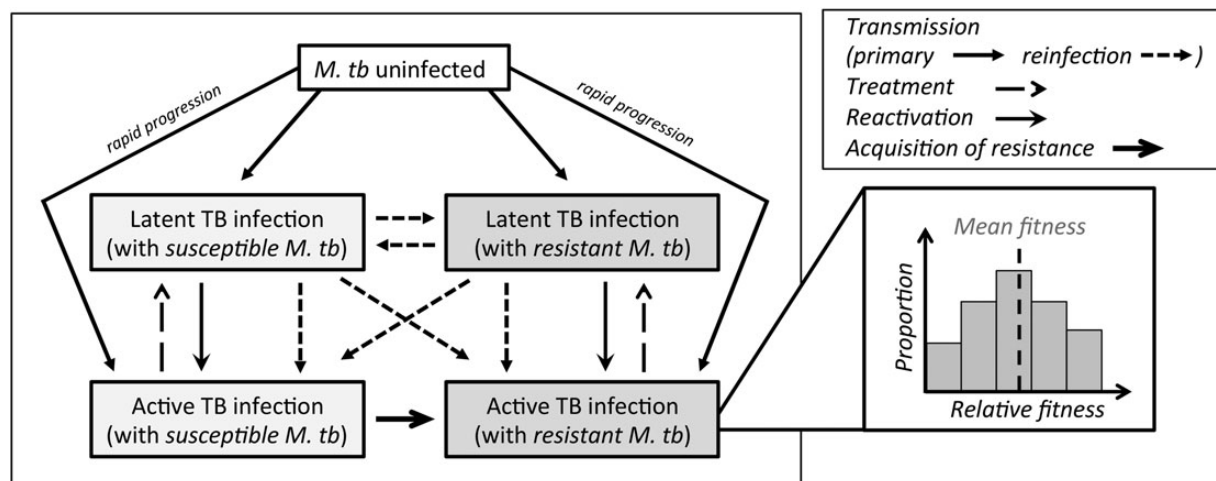 M. tb uninfected
rapid progression
rapid progression
Latent TB infection
(with susceptible M. tb)
Latent TB infection
(with resistant M. tb)
Active TB infection
(with susceptible M. tb)
Active TB infection
(with resistant M. tb)
Transmission
(primary reinfection )
Treatment
Reactivation
Acquisition of resistance
Mean fitness
Proportion
Relative fitness